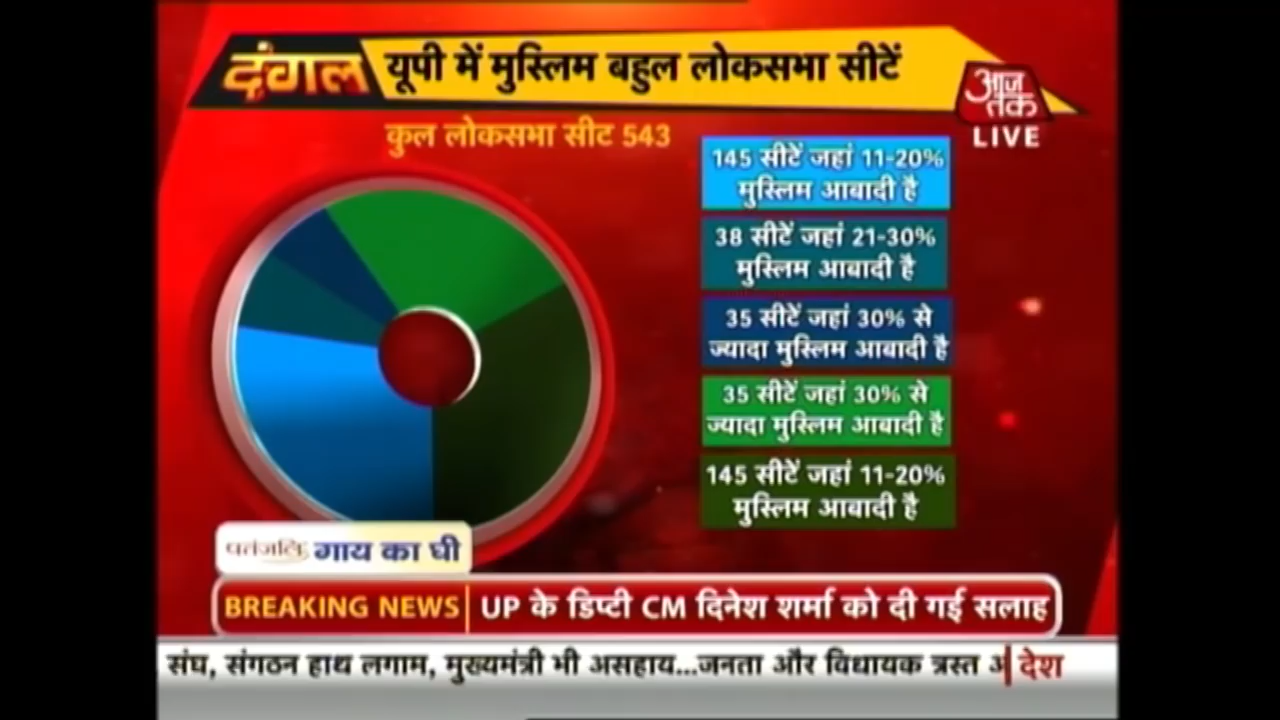 दंगल
यूपी में मुस्लिम बहुल लोकसभा सीटें
आज
तक
LIVE
कुल लोकसभा सीट 543
145 सीटें जहां 11-20%
मुस्लिम आबादी है
38 सीटें जहां 21-30%
मुस्लिम आबादी है
35 सीटें जहां 30% से
ज्यादा मुस्लिम आबादी है
35 सीटें जहां 30% से
ज्यादा मुस्लिम आबादी है
145 सीटें जहां 11-20%
मुस्लिम आबादी है
पतंजलि गाय का घी
BREAKING NEWS UP के डिप्टी CM दिनेश शर्मा को दी गई सलाह
संघ, संगठन हाथ लगाम, मुख्यमंत्री भी असहाय...जनता और विधायक त्रस्त देश